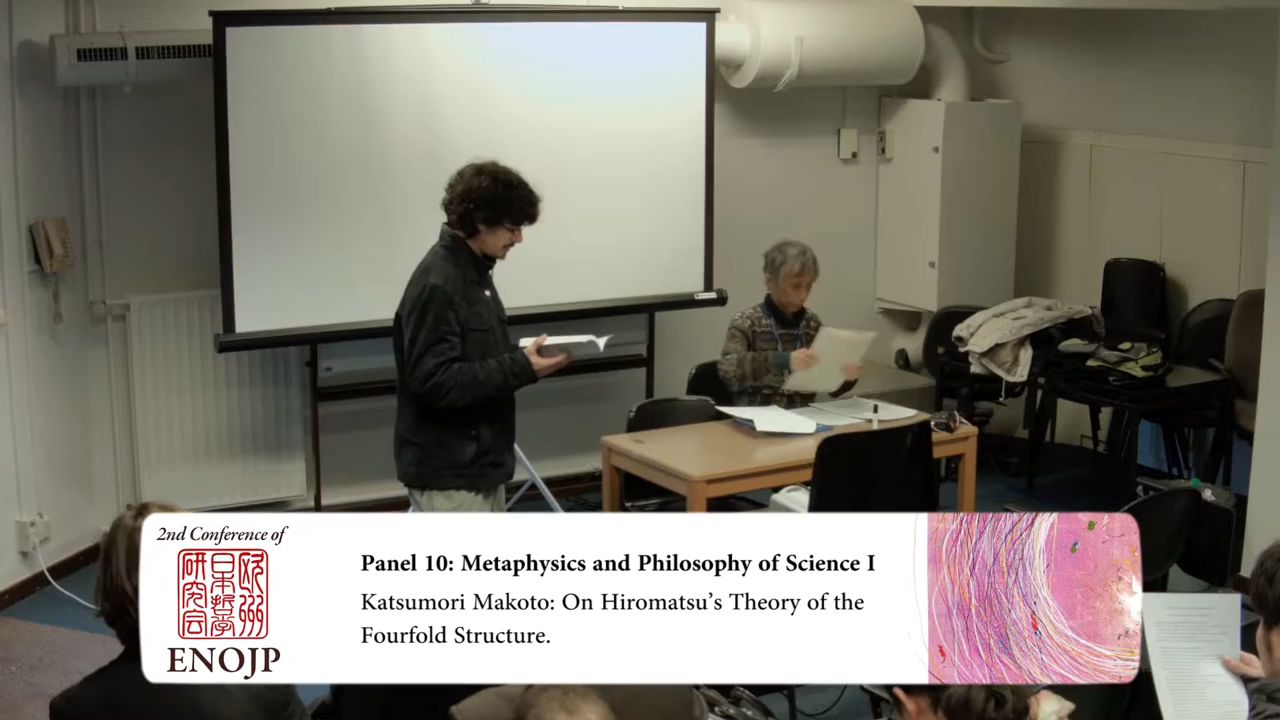 2nd Conference of
欧州
日本哲學
研究会
ENOJP
Panel 10: Metaphysics and Philosophy of Science I
Katsumori Makoto: On Hiromatsu’s Theory of the
Fourfold Structure.